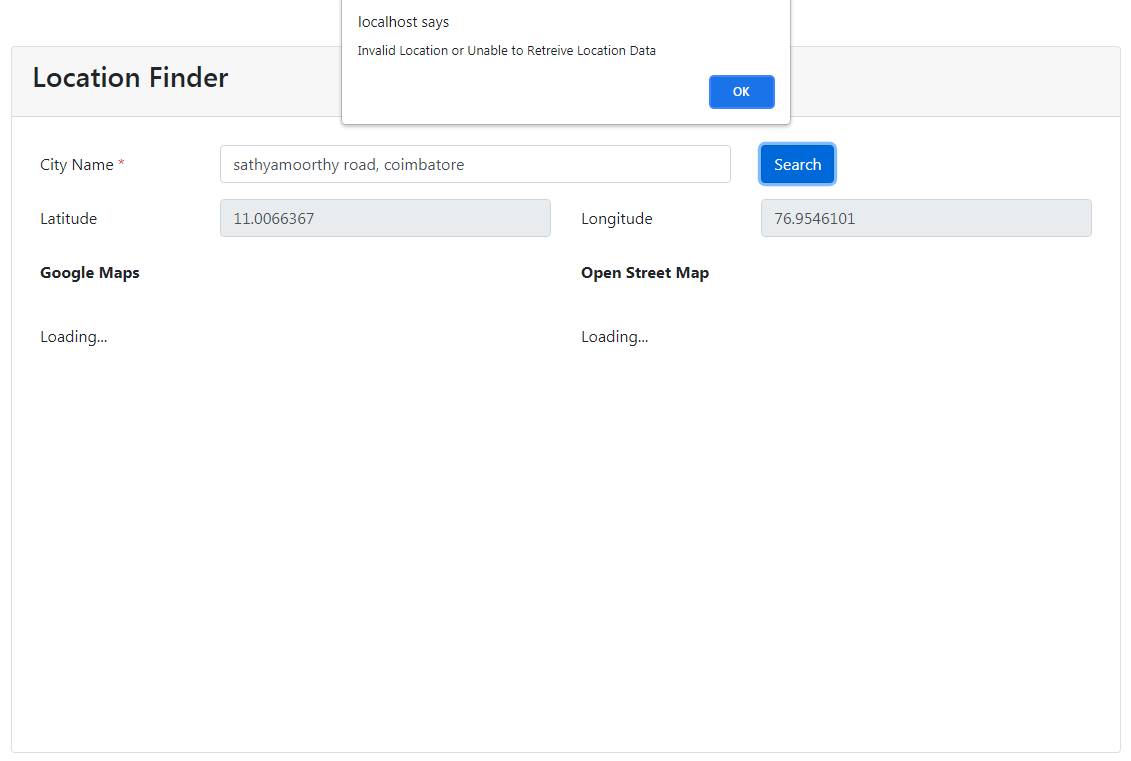 localhost says
Invalid Location or Unable to Retreive Location Data
OK
Location Finder
City Name * sathyamoorthy road, coimbatore Search
Latitude 11.0066367 Longitude 76.9546101
Google Maps Open Street Map
Loading... Loading...